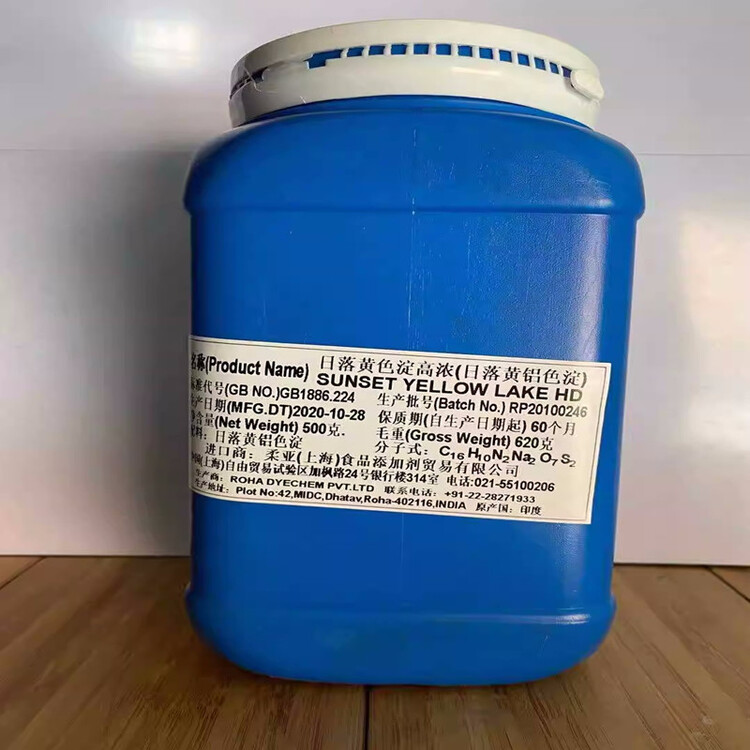 名称(Product Name) 日落黄色淀高浓(日落黄铝色淀)
SUNSET YELLOW LAKE HD
标准代号(GB NO.)GB1886.224 生产批号(Batch No.) RP20100246
生产日期(MFG.DT)2020-10-28 保质期(自生产日期起) 60个月
净含量(Net Weight) 500克. 毛重(Gross Weight) 620克
配料: 日落黄铝色淀 分子式: C16 H10N2Na2 O7 S2
进口商: 柔亚(上海)食品添加剂贸易有限公司
(上海)自由贸易试验区加枫路24号银行楼314室 电话:021-55100206
生产商: ROHA DYECHEM PVT.LTD 联系电话: +91-22-28271933
生产地址: Plot No:42,MIDC,Dhatav,Roha-402116,INDIA 原产国: 印度